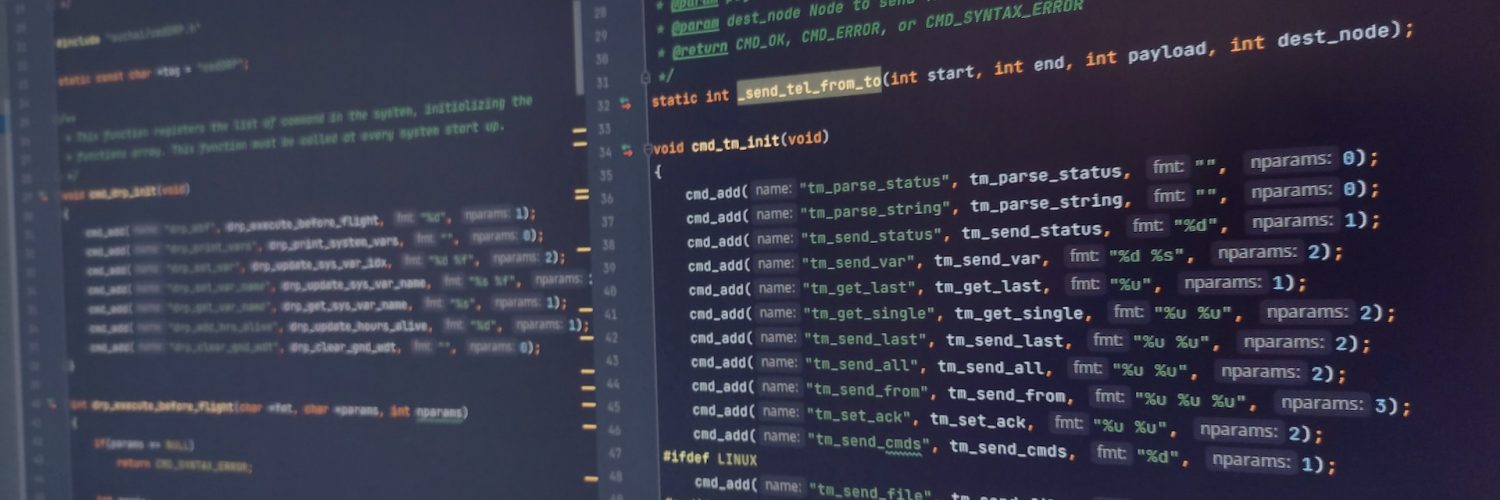 #include "suchai/cmdDRP.h"
static const char *tag = "cmdDRP";
/**
* This function registers the list of command in the system, initializing the
* functions array. This function must be called at every system start up.
*/
void cmd_drp_init(void)
{
cmd_add( name: "drp_ebf", drp_execute_before_flight, fmt: "%d", nparams: 1);
cmd_add( name: "drp_print_vars", drp_print_system_vars, fmt: "", nparams: 0);
cmd_add( name: "drp_set_var", drp_update_sys_var_idx, fmt: "%d %f", nparams: 2);
cmd_add( name: "drp_set_var_name", drp_update_sys_var_name, fmt: "%s %f", nparams:
cmd_add( name: "drp_get_var_name", drp_get_sys_var_name, fmt: "%s", nparams: 1);
cmd_add( name: "drp_add_hrs_alive", drp_update_hours_alive, fmt: "%d", nparams: 1);
cmd_add( name: "drp_clear_gnd_wdt", drp_clear_gnd_wdt, fmt: "", nparams: 0);
}
int drp_execute_before_flight(char *fmt, char *params, int nparams)
{
if(params == NULL)
return CMD_SYNTAX_ERROR;
28 * @param
29 * @param dest_node Node to send
30 * @return CMD_OK, CMD_ERROR, or CMD_SYNTAX_ERROR
31 */
32 static int _send_tel_from_to(int start, int end, int payload, int dest_node);
33
34 void cmd_tm_init(void)
35 {
36 cmd_add( name: "tm_parse_status", tm_parse_status, fmt: "", nparams: 0);
37 cmd_add( name: "tm_parse_string", tm_parse_string, fmt: "", nparams: 0);
38 cmd_add( name: "tm_send_status", tm_send_status, fmt: "%d", nparams: 1);
39 cmd_add( name: "tm_send_var", tm_send_var, fmt: "%d %s", nparams: 2);
40 cmd_add( name: "tm_get_last", tm_get_last, fmt: "%u", nparams: 1);
41 cmd_add( name: "tm_get_single", tm_get_single, fmt: "%u %u", nparams: 2);
42 cmd_add( name: "tm_send_last", tm_send_last, fmt: "%u %u", nparams: 2);
43 cmd_add( name: "tm_send_all", tm_send_all, fmt: "%u %u", nparams: 2);
44 cmd_add( name: "tm_send_from", tm_send_from, fmt: "%u %u %u", nparams: 3);
45 cmd_add( name: "tm_set_ack", tm_set_ack, fmt: "%u %u", nparams: 2);
46 cmd_add( name: "tm_send_cmds", tm_send_cmds, fmt: "%d", nparams: 1);
47 #ifdef LINUX
48 cmd_add( name: "tm_send_file",